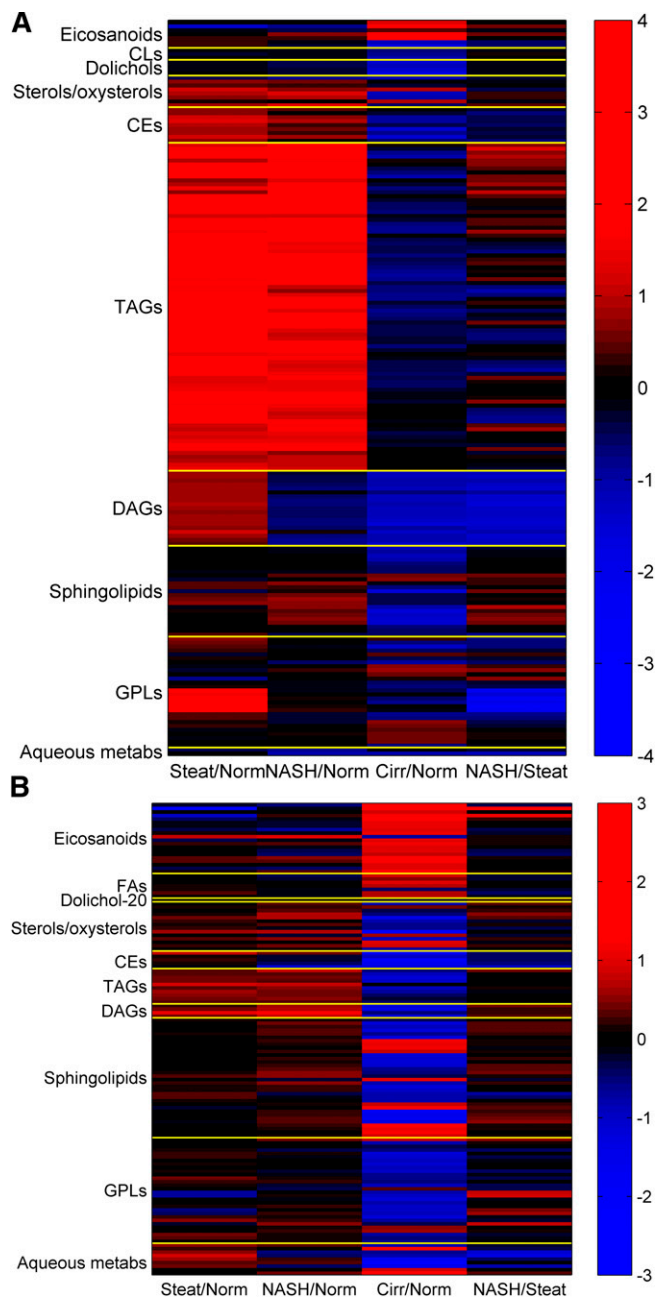 A
Eicosanoids
CLs
Dolichols
Sterols/oxysterols
CEs
TAGs
DAGs
Sphingolipids
GPLs
Aqueous metabs
Steat/Norm NASH/Norm Cirr/Norm NASH/Steat
4
3
2
1
0
-1
-2
-3
-4
B
Eicosanoids
FAs
Dolichol-20
Sterols/oxysterols
CEs
TAGs
DAGs
Sphingolipids
GPLs
Aqueous metabs
Steat/Norm NASH/Norm Cirr/Norm NASH/Steat
3
2
1
0
-1
-2
-3